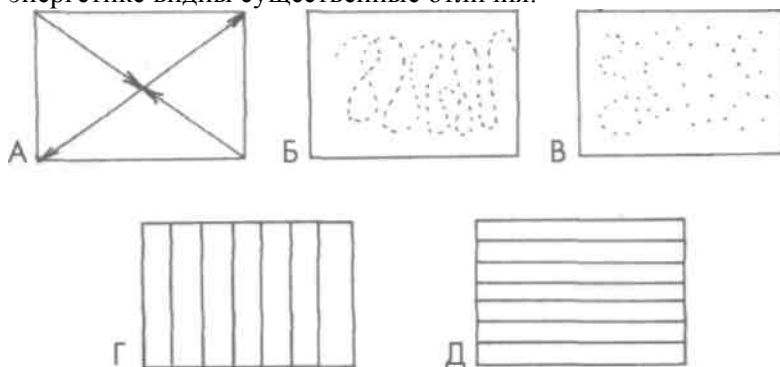 энергетике видны существенные отличия.
А
Б
В
Г
Д